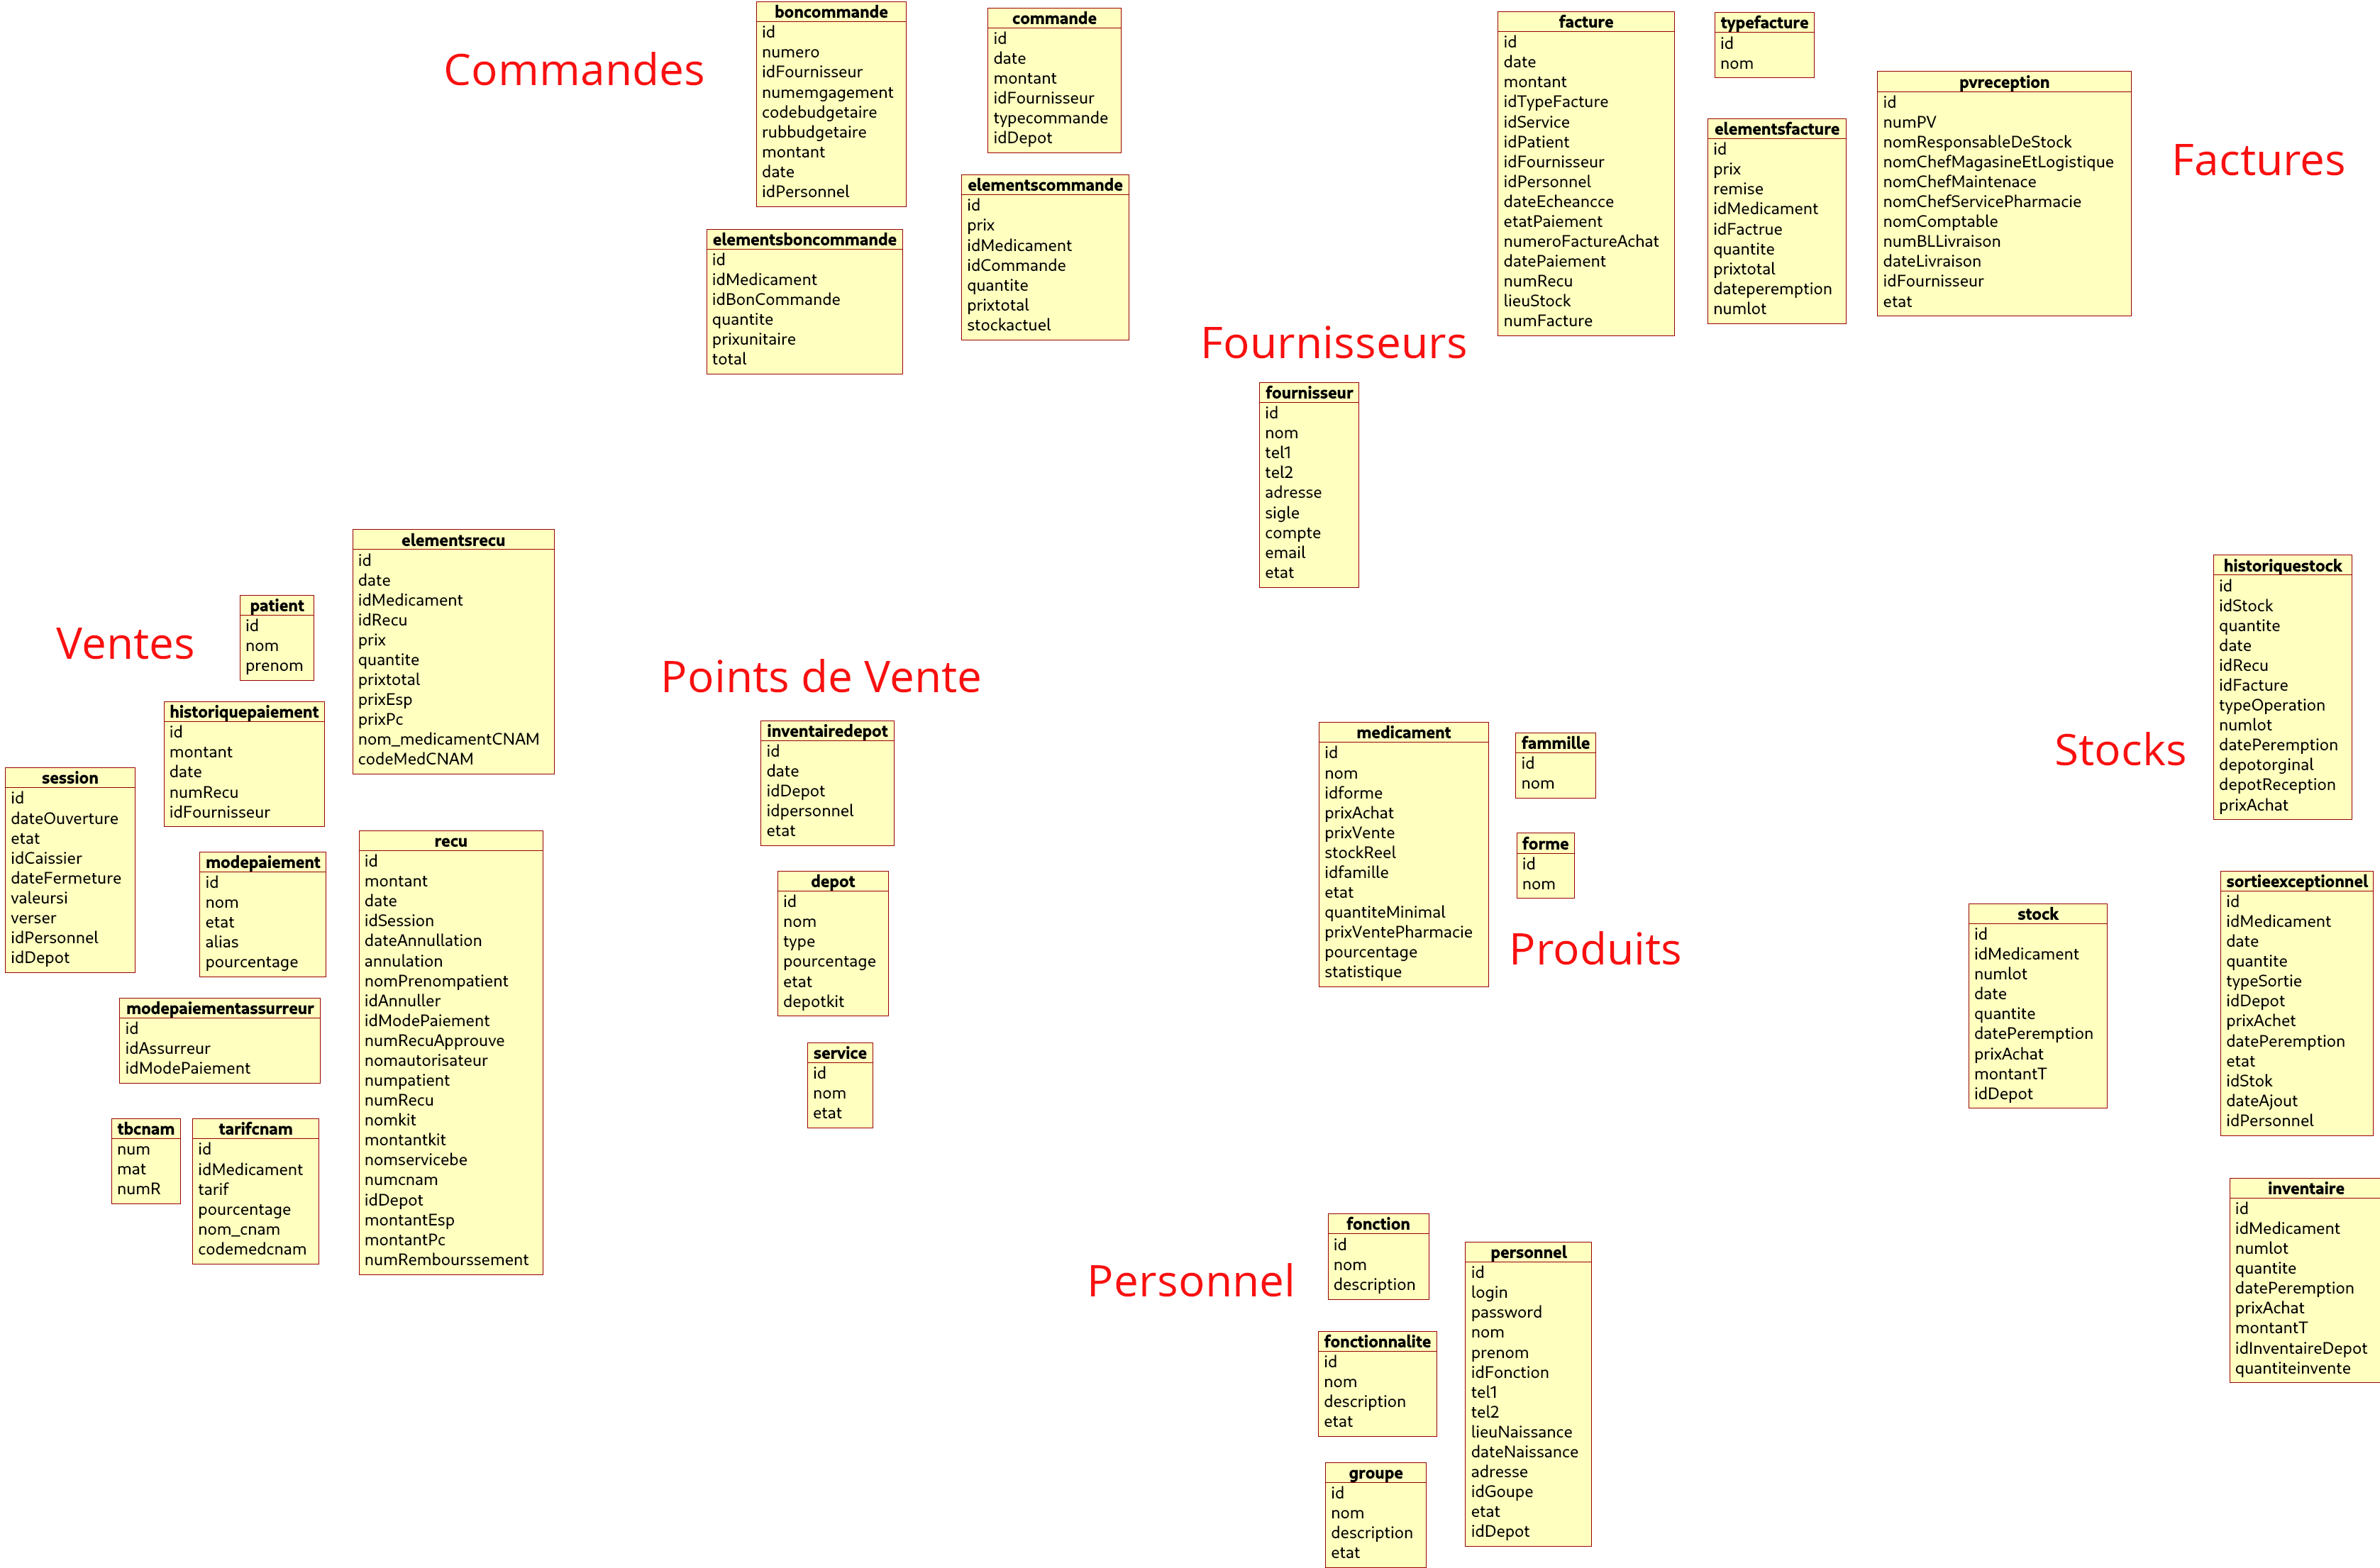 Commandes
boncommande
id
numero
idFournisseur
numemgagement
codebudgetaire
rubbudgetaire
montant
date
idPersonnel
commande
id
date
montant
idFournisseur
typecommande
idDepot
elementsboncommande
id
idMedicament
idBonCommande
quantite
prixunitaire
total
elementscommande
id
prix
idMedicament
idCommande
quantite
prixtotal
stockactuel
facture
id
date
montant
idTypeFacture
idService
idPatient
idFournisseur
idPersonnel
dateEcheancce
etatPaiement
numeroFactureAchat
datePaiement
numRecu
lieuStock
numFacture
typefacture
id
nom
elementsfacture
id
prix
remise
idMedicament
idFactrue
quantite
prixtotal
dateperemption
numlot
pvreception
id
numPV
nomResponsableDeStock
nomChefMagasineEtLogistique
nomChefMaintenace
nomChefServicePharmacie
nomComptable
numBLLivraison
dateLivraison
idFournisseur
etat
Factures
Fournisseurs
fournisseur
id
nom
tel1
tel2
adresse
sigle
compte
email
etat
Ventes
patient
id
nom
prenom
elementsrecu
id
date
idMedicament
idRecu
prix
quantite
prixtotal
prixEsp
prixPc
nom_medicamentCNAM
codeMedCNAM
historiquepaiement
id
montant
date
numRecu
idFournisseur
session
id
dateOuverture
etat
idCaissier
dateFermeture
valeursi
verser
idPersonnel
idDepot
modepaiement
id
nom
etat
alias
pourcentage
modepaiementassurreur
id
idAssurreur
idModePaiement
tbcnam
num
mat
numR
tarifcnam
id
idMedicament
tarif
pourcentage
nom_cnam
codemedcnam
recu
id
montant
date
idSession
dateAnnullation
annulation
nomPrenompatient
idAnnuller
idModePaiement
numRecuApprouve
nomautorisateur
numpatient
numRecu
nomkit
montantkit
nomservicebe
numcnam
idDepot
montantEsp
montantPc
numRembourssement
Points de Vente
inventairedepot
id
date
idDepot
idpersonnel
etat
depot
id
nom
type
pourcentage
etat
depotkit
service
id
nom
etat
medicament
id
nom
idforme
prixAchat
prixVente
stockReel
idfamille
etat
quantiteMinimal
prixVentePharmacie
pourcentage
statistique
fammille
id
nom
forme
id
nom
Produits
Stocks
historiquestock
id
idStock
quantite
date
idRecu
idFacture
typeOperation
numlot
datePeremption
depotorginal
depotReception
prixAchat
stock
id
idMedicament
numlot
date
quantite
datePeremption
prixAchat
montantT
idDepot
sortieexceptionnel
id
idMedicament
date
quantite
typeSortie
idDepot
prixAchet
datePeremption
etat
idStok
dateAjout
idPersonnel
inventaire
id
idMedicament
numlot
quantite
datePeremption
prixAchat
montantT
idInventaireDepot
quantiteinvente
Personnel
fonction
id
nom
description
fonctionnalite
id
nom
description
etat
groupe
id
nom
description
etat
personnel
id
login
password
nom
prenom
idFonction
tel1
tel2
lieuNaissance
dateNaissance
adresse
idGoupe
etat
idDepot